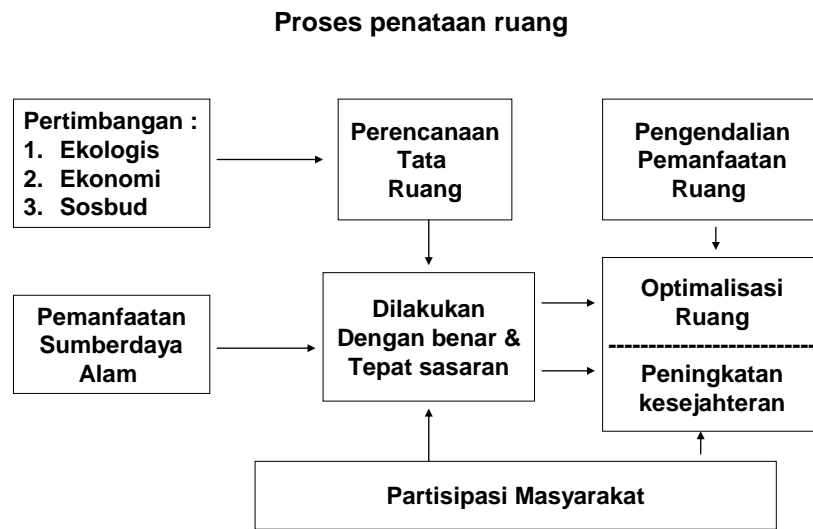 Proses penataan ruang
Pertimbangan :
1. Ekologis
2. Ekonomi
3. Sosbud
Perencanaan
Tata
Ruang
Pengendalian
Pemanfaatan
Ruang
Pemanfaatan
Sumberdaya
Alam
Dilakukan
Dengan benar &
Tepat sasaran
Optimalisasi
Ruang
Peningkatan
kesejahteran
Partisipasi Masyarakat